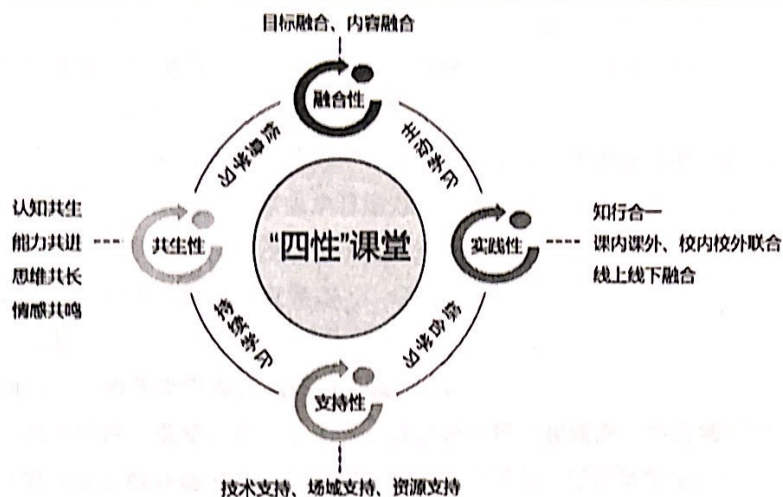 目标融合、内容融合
融合性
主动学习
认知共生
能力共进
思维共长
情感共鸣
共生性
“四性”课堂
实践性
知行合一
课内课外、校内校外联合
线上线下融合
持续学习
支持性
技术支持、场域支持、资源支持